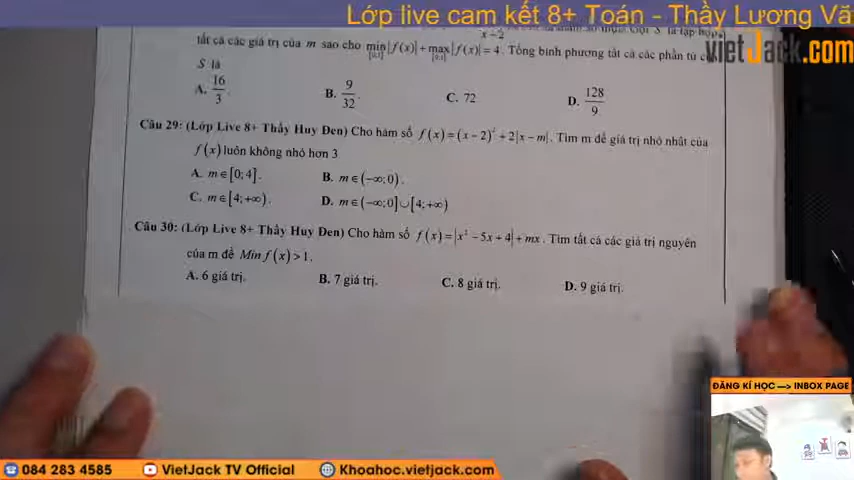 Lớp live cam kết 8+ Toán - Thầy Lương Vă
vietJack.com
tất cả các giá trị của m sao cho min[0;1]|f(x)| + max[0;1]|f(x)| = 4. Tổng bình phương tất cả các phần tử c
S là
A. 16/3. B. 9/32. C. 72 D. 128/9
Câu 29: (Lớp Live 8+ Thầy Huy Đen) Cho hàm số f(x)=(x−2)²+2|x−m|. Tìm m để giá trị nhỏ nhất của
f(x) luôn không nhỏ hơn 3
A. m∈[0;4]. B. m∈(−∞;0).
C. m∈[4;+∞). D. m∈(−∞;0]∪[4;+∞)
Câu 30: (Lớp Live 8+ Thầy Huy Đen) Cho hàm số f(x)=|x²−5x+4|+mx. Tìm tất cả các giá trị nguyên
của m để Min f(x)>1.
A. 6 giá trị. B. 7 giá trị. C. 8 giá trị. D. 9 giá trị.
ĐĂNG KÍ HỌC —> INBOX PAGE
084 283 4585 VietJack TV Official Khoahoc.vietjack.com